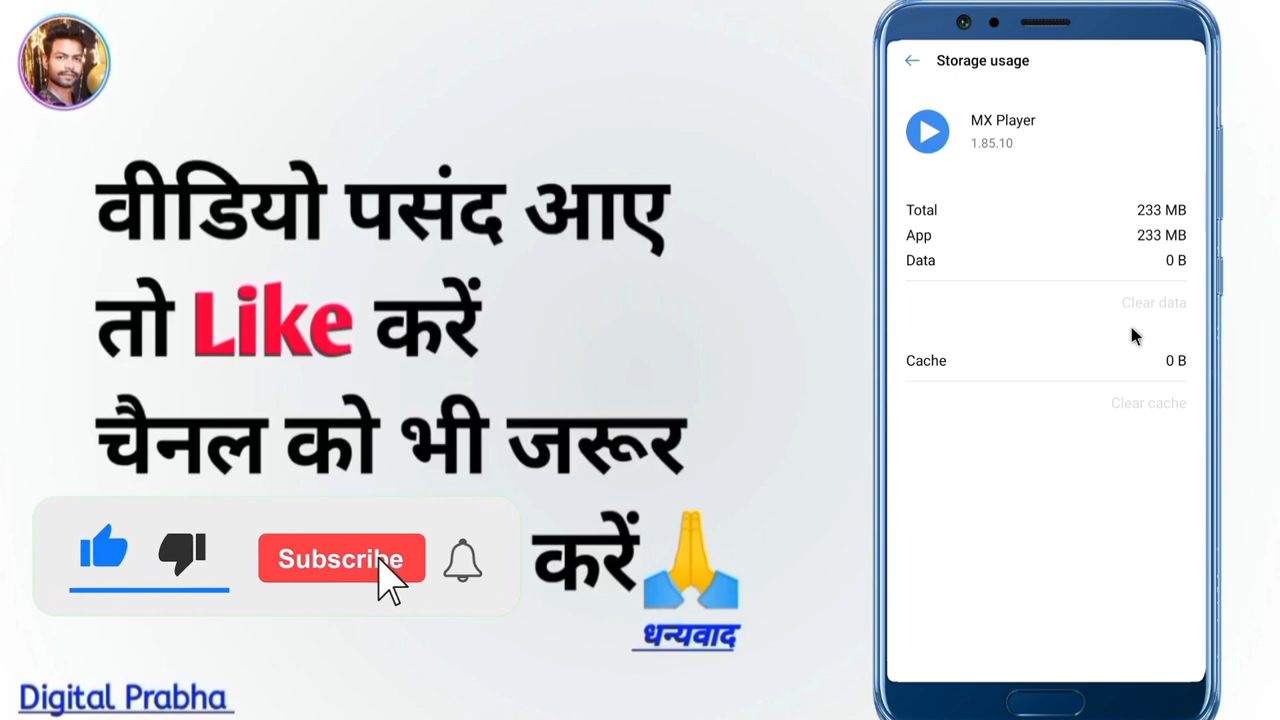 वीडियो पसंद आए
तो Like करें
चैनल को भी जरूर
Subscribe करें
धन्यवाद
Digital Prabha
Storage usage
MX Player
1.85.10
Total 233 MB
App 233 MB
Data 0 B
Clear data
Cache 0 B
Clear cache